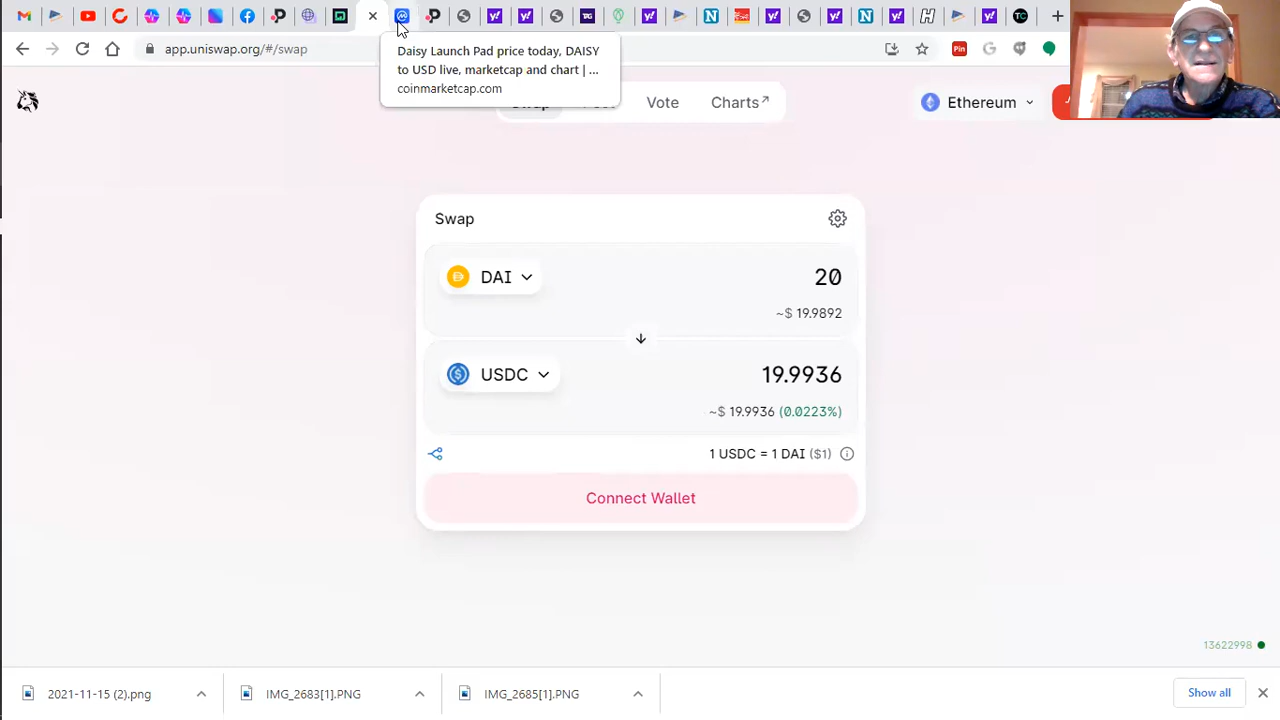 app.uniswap.org/#/swap
Daisy Launch Pad price today, DAISY
to USD live, marketcap and chart | ...
coinmarketcap.com
Vote
Charts↗
Ethereum
Swap
DAI
20
~$ 19.9892
USDC
19.9936
~$ 19.9936 (0.0223%)
1 USDC = 1 DAI ($1)
Connect Wallet
13622998
2021-11-15 (2).png
IMG_2683[1].PNG
IMG_2685[1].PNG
Show all